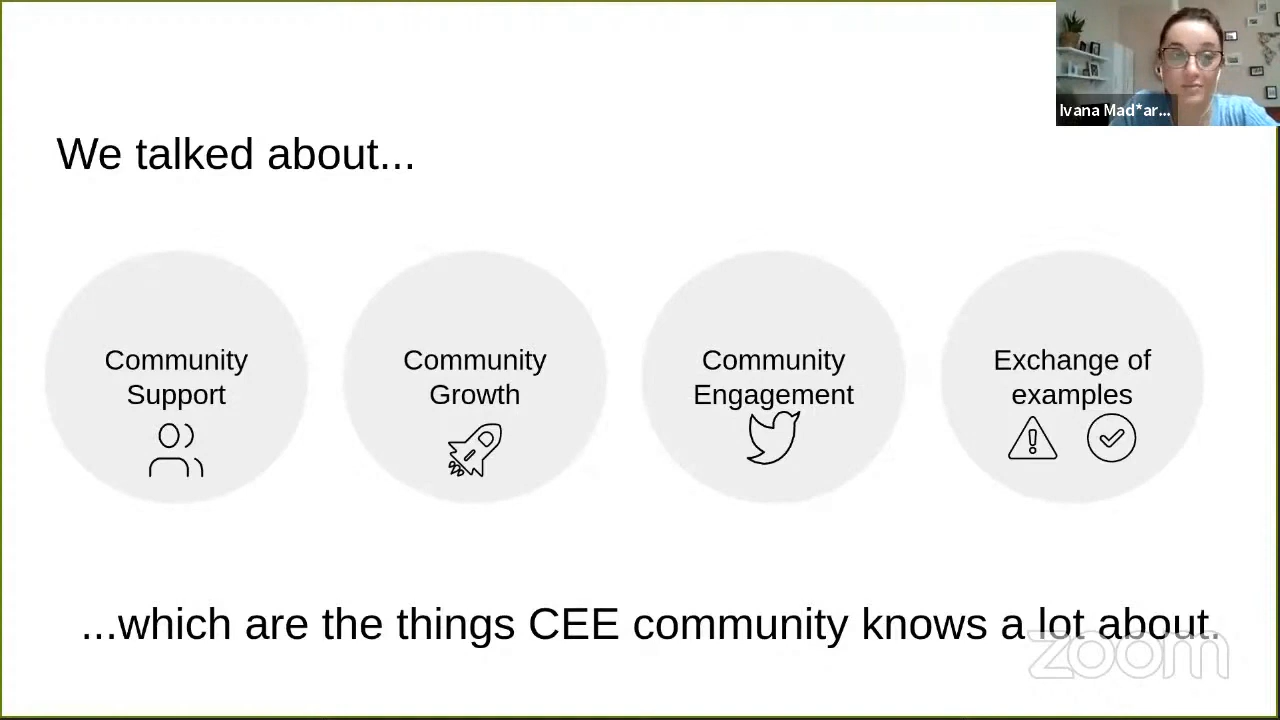 Ivana Mad*ar...
We talked about...
Community
Support
Community
Growth
Community
Engagement
Exchange of
examples
...which are the things CEE community knows a lot about.
zoom